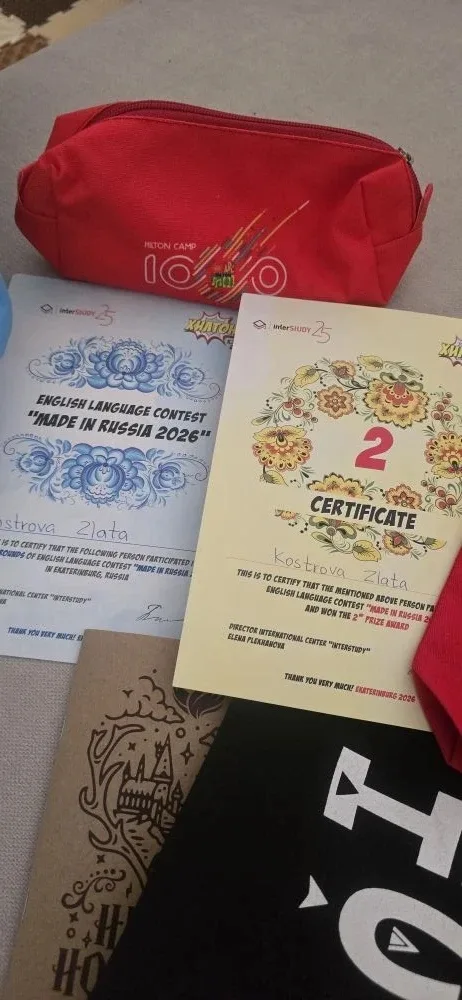 HILTON CAMP
100
interSTUDY 25
ENGLISH LANGUAGE CONTEST
"MADE IN RUSSIA 2026"
Zlata
IS TO CERTIFY THAT THE FOLLOWING PERSON PARTICIPATED
ROUNDS OF ENGLISH LANGUAGE CONTEST "MADE IN RUSSIA
IN EKATERINBURG, RUSSIA
CENTER "INTERSTUDY"
THANK YOU VERY MUCH!
interSTUDY 25
2
CERTIFICATE
Kostrova Zlata
THIS IS TO CERTIFY THAT THE MENTIONED ABOVE PERSON
ENGLISH LANGUAGE CONTEST "MADE IN RUSSIA
AND WON THE 2ND PRIZE AWARD
DIRECTOR INTERNATIONAL CENTER "INTERSTUDY"
ELENA PLEKHANOVA
THANK YOU VERY MUCH! EKATERINBURG 2026